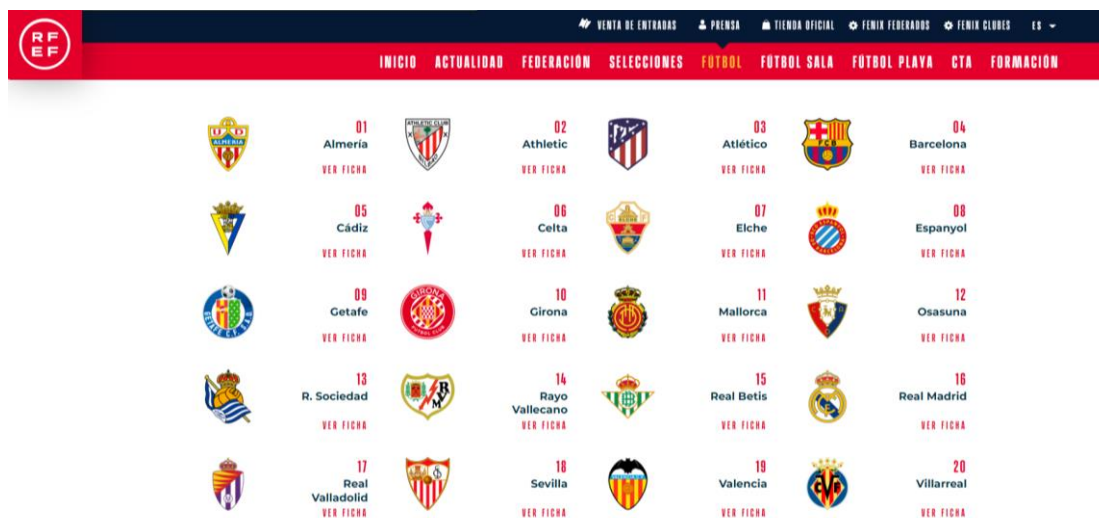 RF
EF
VENTA DE ENTRADAS PRENSA TIENDA OFICIAL FENIX FEDERADOS FENIX CLUBES ES
INICIO ACTUALIDAD FEDERACIÓN SELECCIONES FÚTBOL FÚTBOL SALA FÚTBOL PLAYA CTA FORMACIÓN
01 02 03 04
Almería Athletic Atlético Barcelona
VER FICHA VER FICHA VER FICHA VER FICHA
05 06 07 08
Cádiz Celta Elche Espanyol
VER FICHA VER FICHA VER FICHA VER FICHA
09 10 11 12
Getafe Girona Mallorca Osasuna
VER FICHA VER FICHA VER FICHA VER FICHA
13 14 15 16
R. Sociedad Rayo Real Betis Real Madrid
Vallecano
VER FICHA VER FICHA VER FICHA VER FICHA
17 18 19 20
Real Sevilla Valencia Villarreal
Valladolid
VER FICHA VER FICHA VER FICHA VER FICHA